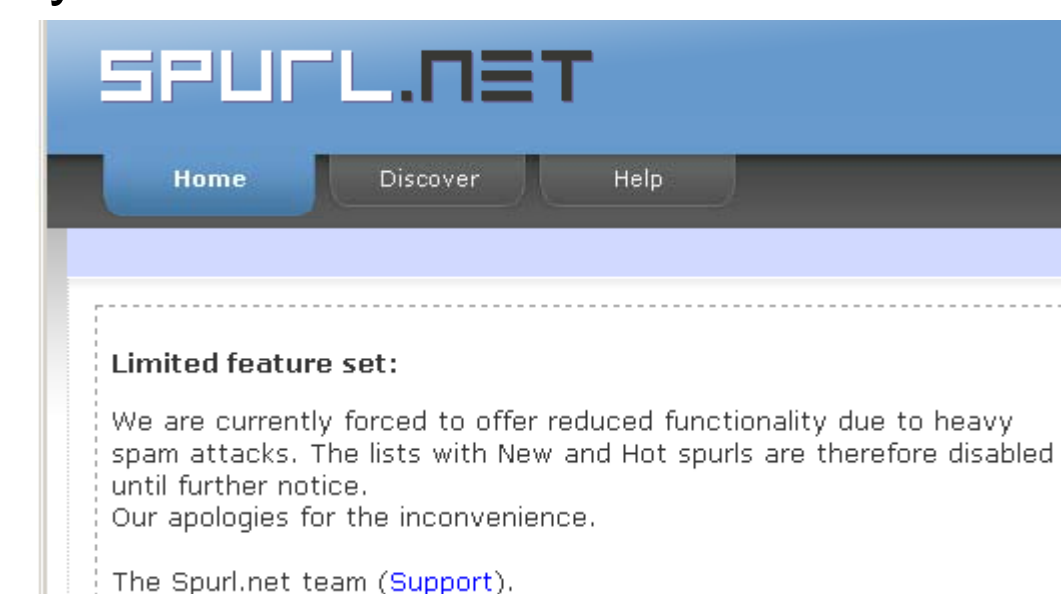 SPURL.NET
Home Discover Help
Limited feature set:
We are currently forced to offer reduced functionality due to heavy
spam attacks. The lists with New and Hot spurls are therefore disabled
until further notice.
Our apologies for the inconvenience.
The Spurl.net team (Support).